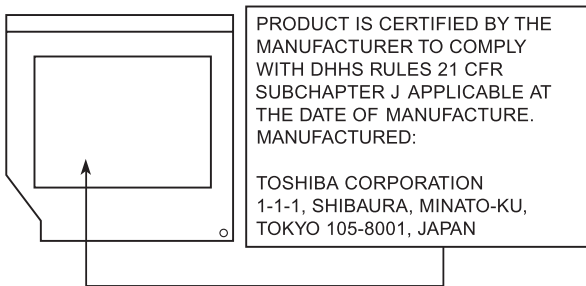 PRODUCT IS CERTIFIED BY THE
MANUFACTURER TO COMPLY
WITH DHHS RULES 21 CFR
SUBCHAPTER J APPLICABLE AT
THE DATE OF MANUFACTURE.
MANUFACTURED:
TOSHIBA CORPORATION
1-1-1, SHIBAURA, MINATO-KU,
TOKYO 105-8001, JAPAN